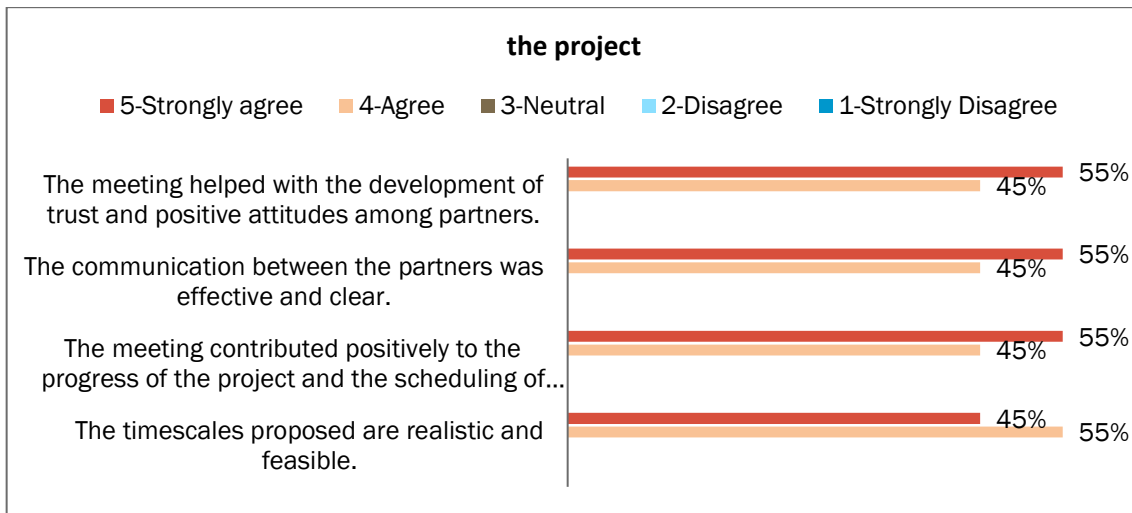 the project
5-Strongly agree 4-Agree 3-Neutral 2-Disagree 1-Strongly Disagree
The meeting helped with the development of
trust and positive attitudes among partners.
55%
45%
The communication between the partners was
effective and clear.
55%
45%
The meeting contributed positively to the
progress of the project and the scheduling of...
55%
45%
The timescales proposed are realistic and
feasible.
45%
55%